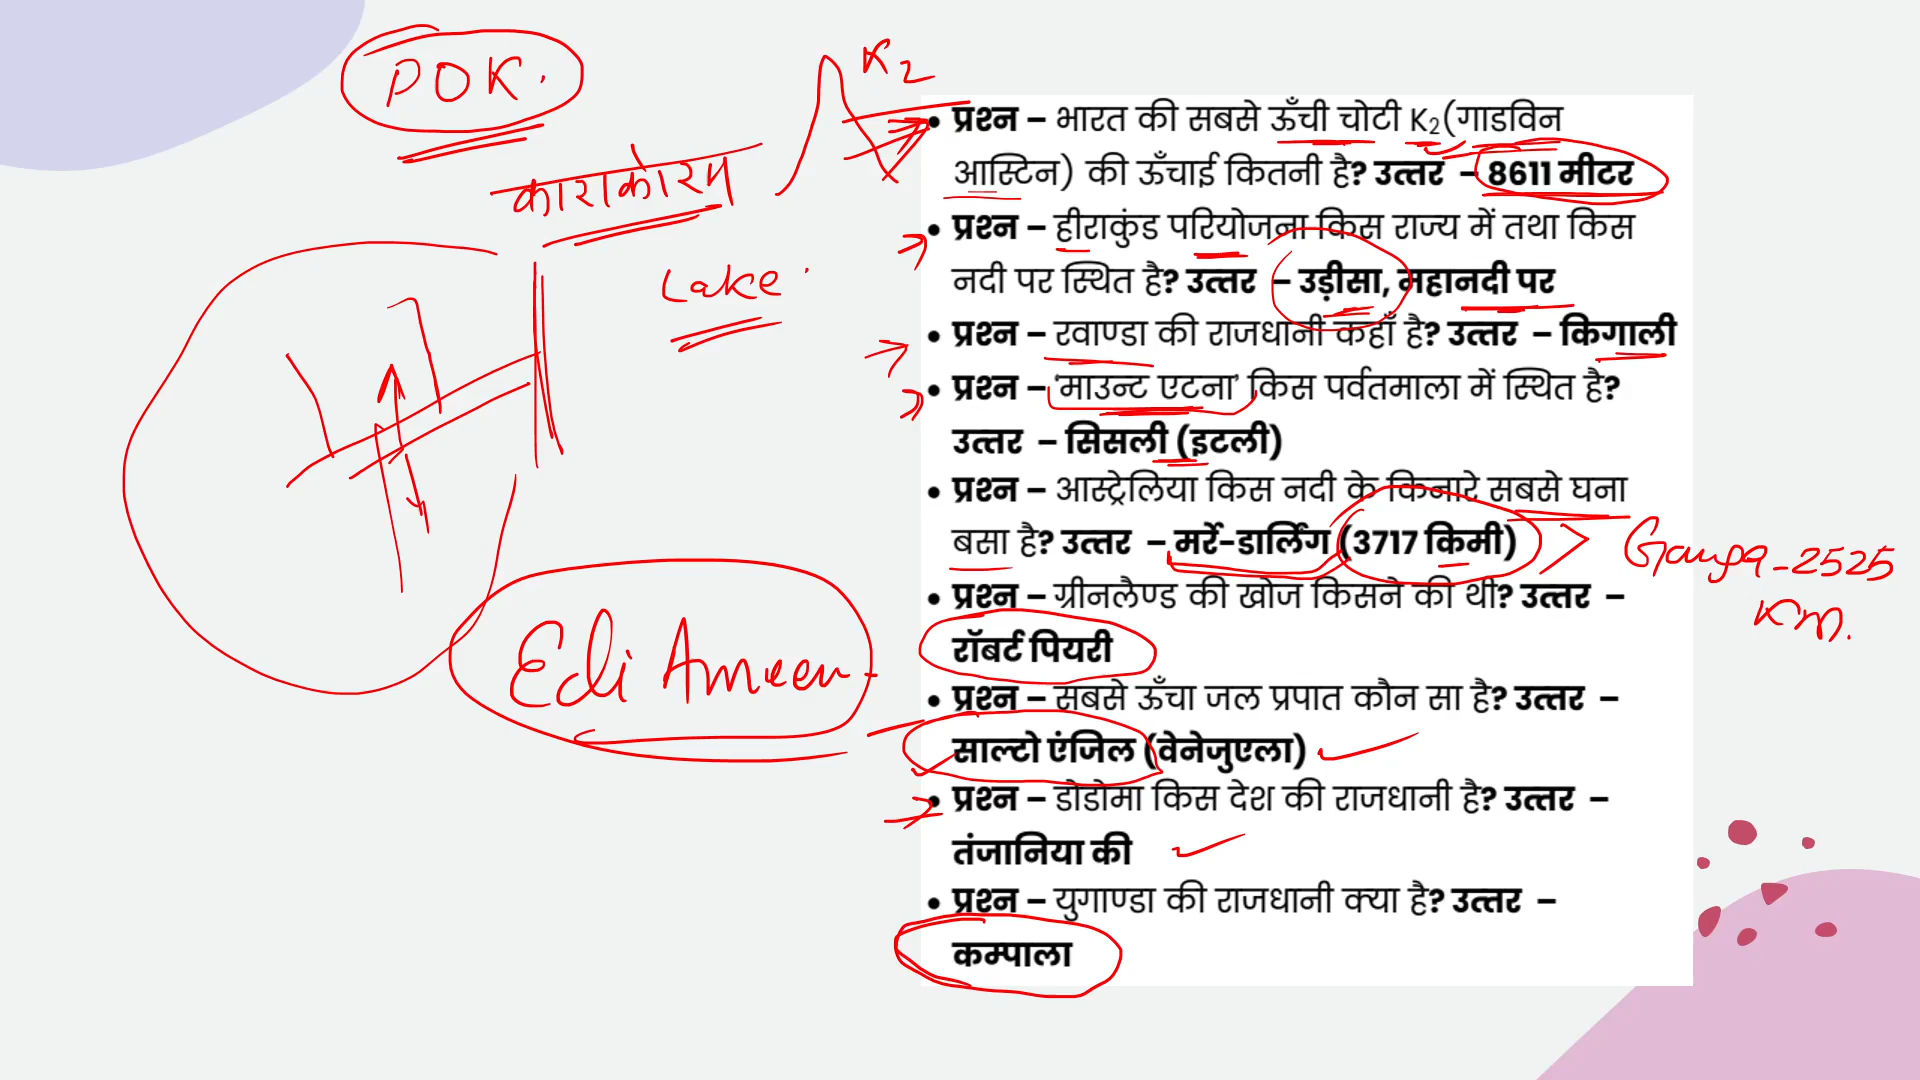 POK.
K2
काराकोरम
Lake.
• प्रश्न – भारत की सबसे ऊँची चोटी K₂(गाडविन
आस्टिन) की ऊँचाई कितनी है? उत्तर – 8611 मीटर
• प्रश्न – हीराकुंड परियोजना किस राज्य में तथा किस
नदी पर स्थित है? उत्तर – उड़ीसा, महानदी पर
• प्रश्न – रवाण्डा की राजधानी कहाँ है? उत्तर – किगाली
• प्रश्न – 'माउन्ट एटना' किस पर्वतमाला में स्थित है?
उत्तर – सिसली (इटली)
• प्रश्न – आस्ट्रेलिया किस नदी के किनारे सबसे घना
बसा है? उत्तर – मर्रे-डार्लिंग (3717 किमी)
Ganga-2525
KM.
• प्रश्न – ग्रीनलैण्ड की खोज किसने की थी? उत्तर –
रॉबर्ट पियरी
Edi Ameen-
• प्रश्न – सबसे ऊँचा जल प्रपात कौन सा है? उत्तर –
साल्टो एंजिल (वेनेजुएला)
• प्रश्न – डोडोमा किस देश की राजधानी है? उत्तर –
तंजानिया की
• प्रश्न – युगाण्डा की राजधानी क्या है? उत्तर –
कम्पाला